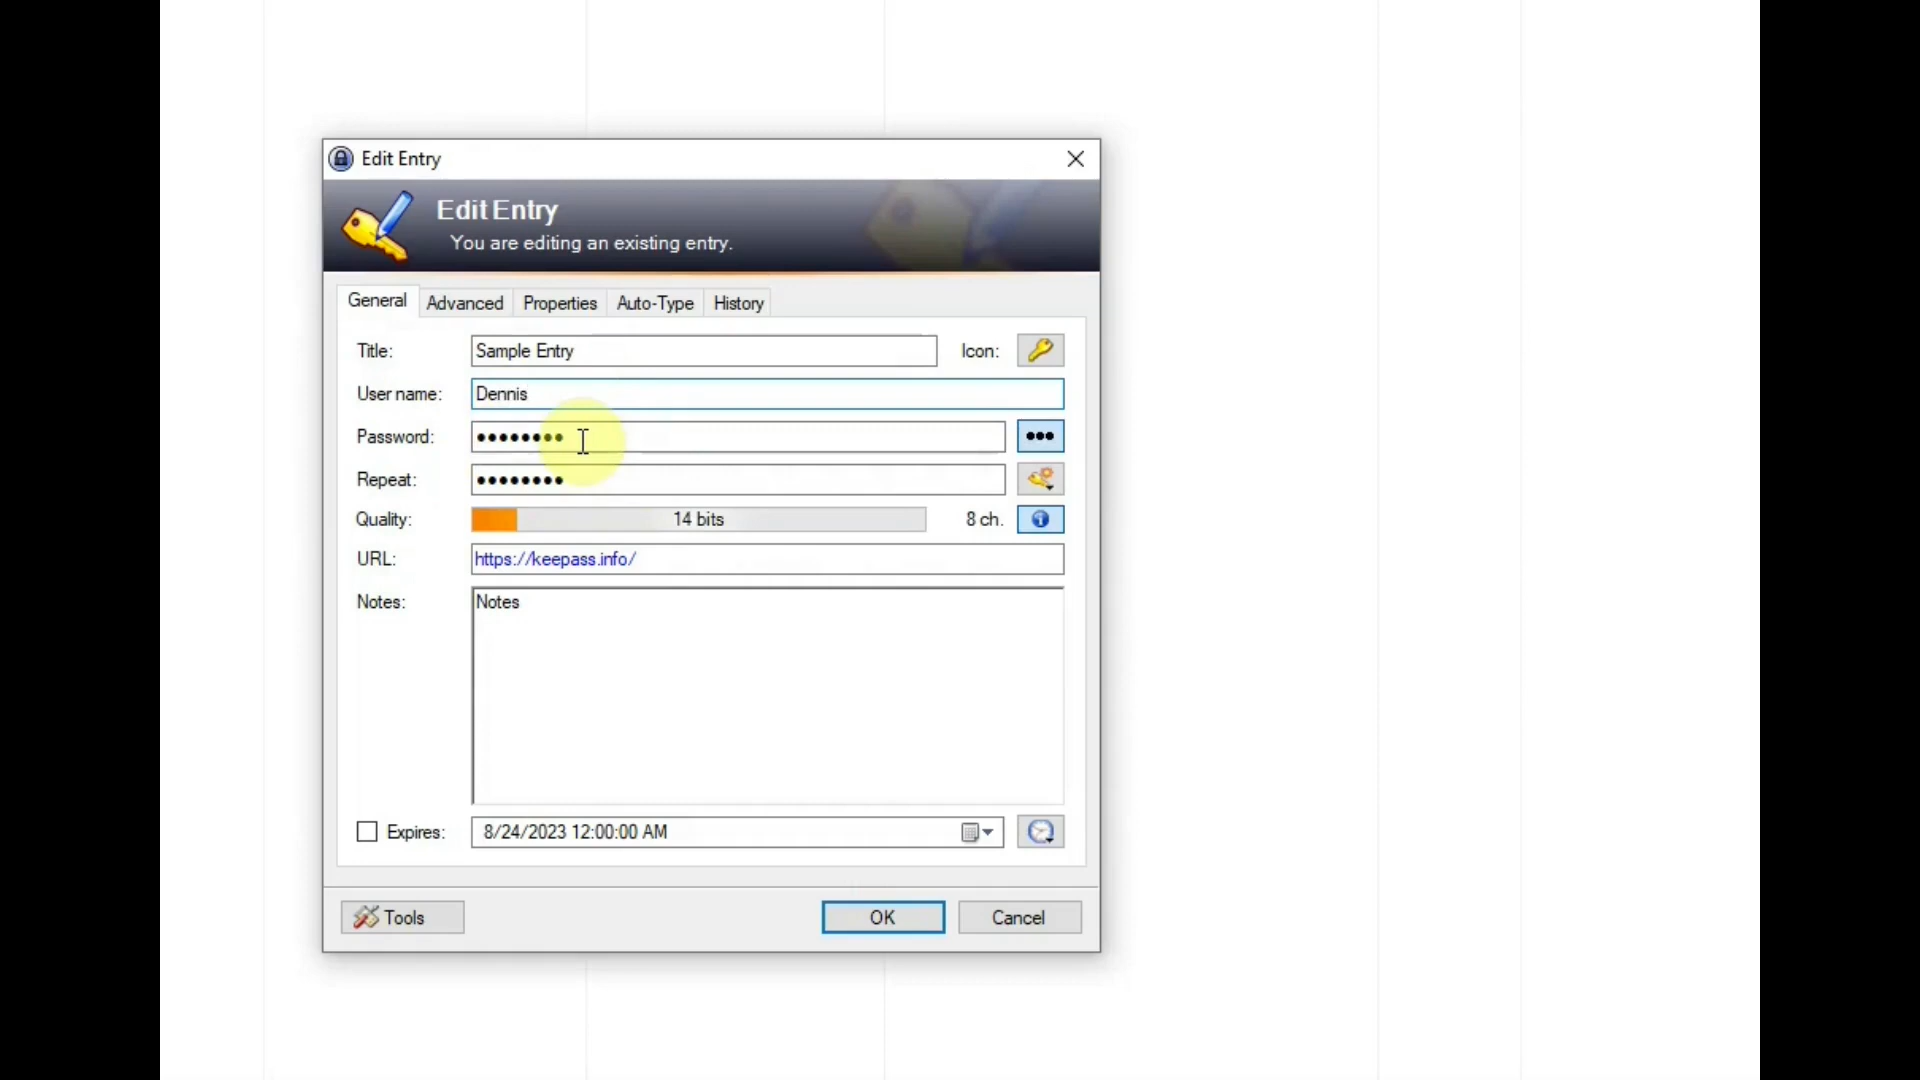 Edit Entry
Edit Entry
You are editing an existing entry.
General Advanced Properties Auto-Type History
Title: Sample Entry Icon:
User name: Dennis
Password: ●●●●●●●● ●●●
Repeat: ●●●●●●●●
Quality: 14 bits 8 ch.
URL: https://keepass.info/
Notes: Notes
Expires: 8/24/2023 12:00:00 AM
Tools OK Cancel